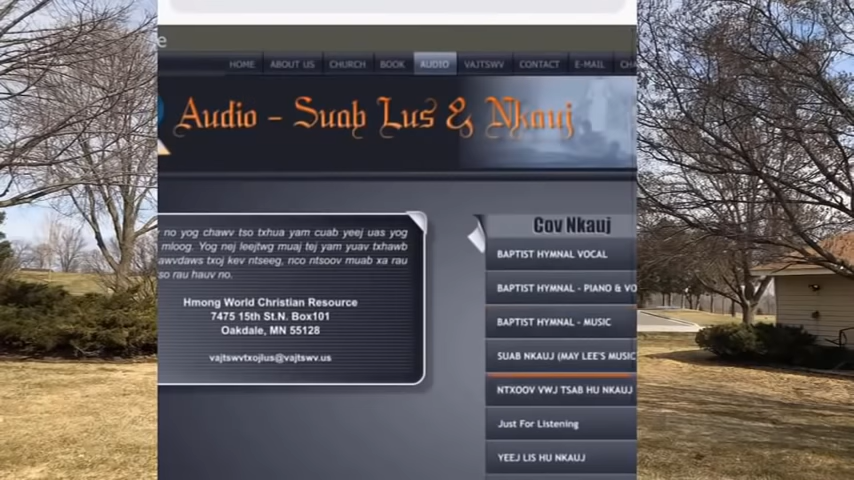 e
HOME ABOUT US CHURCH BOOK AUDIO VAJTSWV CONTACT E-MAIL CHA
Audio - Suab Lus & Nkauj
r no yog chawv tso txhua yam cuab yeej uas yog
mloog. Yog nej leejtwg muaj tej yam yuav txhawb
awvdaws txoj kev ntseeg, nco ntsoov muab xa rau
so rau hauv no.
Hmong World Christian Resource
7475 15th St.N. Box101
Oakdale, MN 55128
vajtswvtxojlus@vajtswv.us
Cov Nkauj
BAPTIST HYMNAL VOCAL
BAPTIST HYMNAL - PIANO & VO
BAPTIST HYMNAL - MUSIC
SUAB NKAUJ (MAY LEE'S MUSIC
NTXOOV VWJ TSAB HU NKAUJ
JUST FOR LISTENING
YEEJ LIS HU NKAUJ